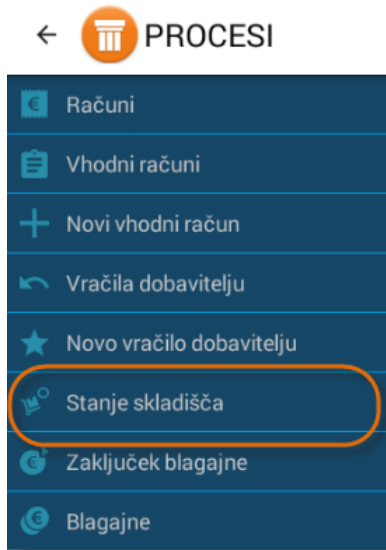 PROCESI
Računi
Vhodni računi
Novi vhodni račun
Vračila dobavitelju
Novo vračilo dobavitelju
Stanje skladišča
Zaključek blagajne
Blagajne